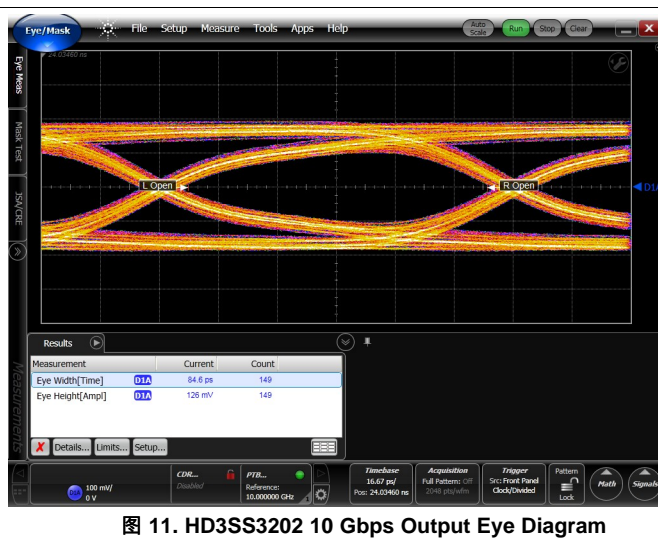 Eye/Mask File Setup Measure Tools Apps Help Auto Scale Run Stop Clear
24.03460 ns
Eye Meas
Mask Test
JSA/CRE
Measurements
L Open R Open
D1A
Results
Measurement Current Count
Eye Width[Time] D1A 84.6 ps 149
Eye Height[Ampl] D1A 126 mV 149
Details... Limits... Setup...
D1A 100 mV/
0 V
CDR...
Disabled
PTB...
Reference:
10.000000 GHz
Timebase
16.67 ps/
Pos: 24.03460 ns
Acquisition
Full Pattern: Off
2048 pts/wfm
Trigger
Src: Front Panel
Clock/Divided
Pattern
Lock
Math
Signals
图 11. HD3SS3202 10 Gbps Output Eye Diagram